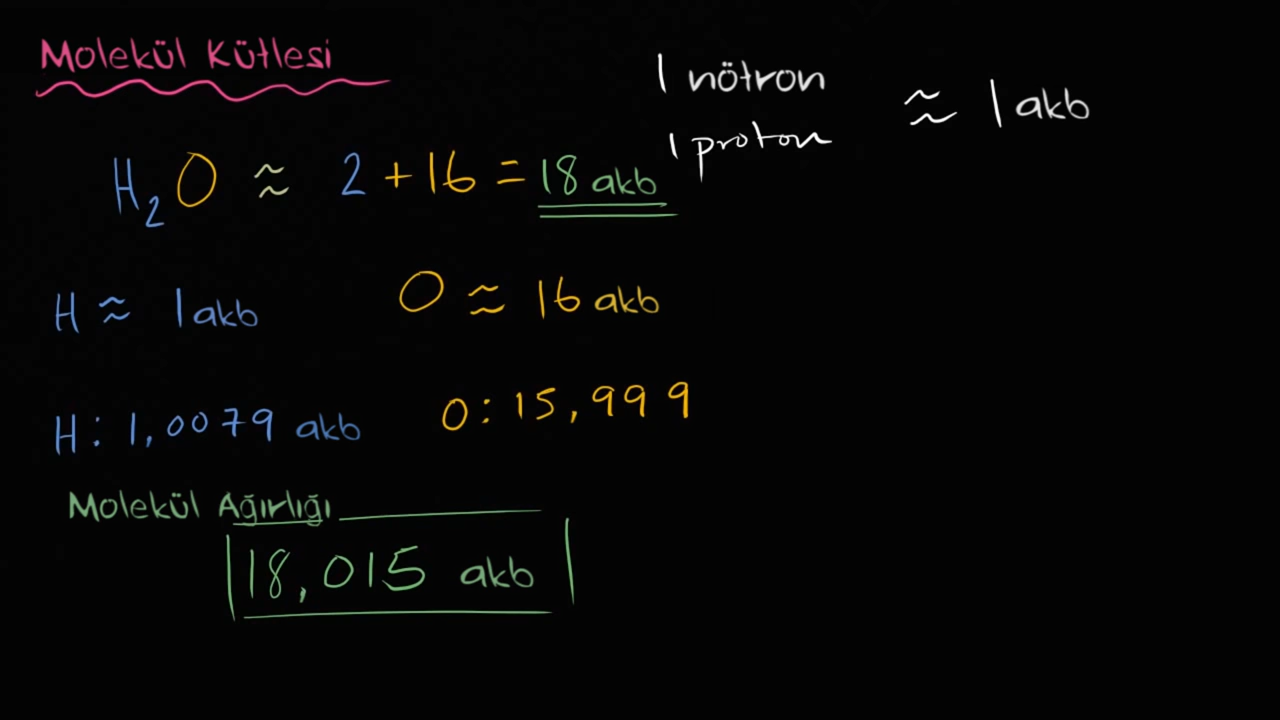 Molekül Kütlesi
1 nötron
1 proton
≈ 1 akb
H₂O ≈ 2 + 16 = 18 akb
H ≈ 1 akb
O ≈ 16 akb
H: 1,0079 akb
O: 15,999
Molekül Ağırlığı
18,015 akb